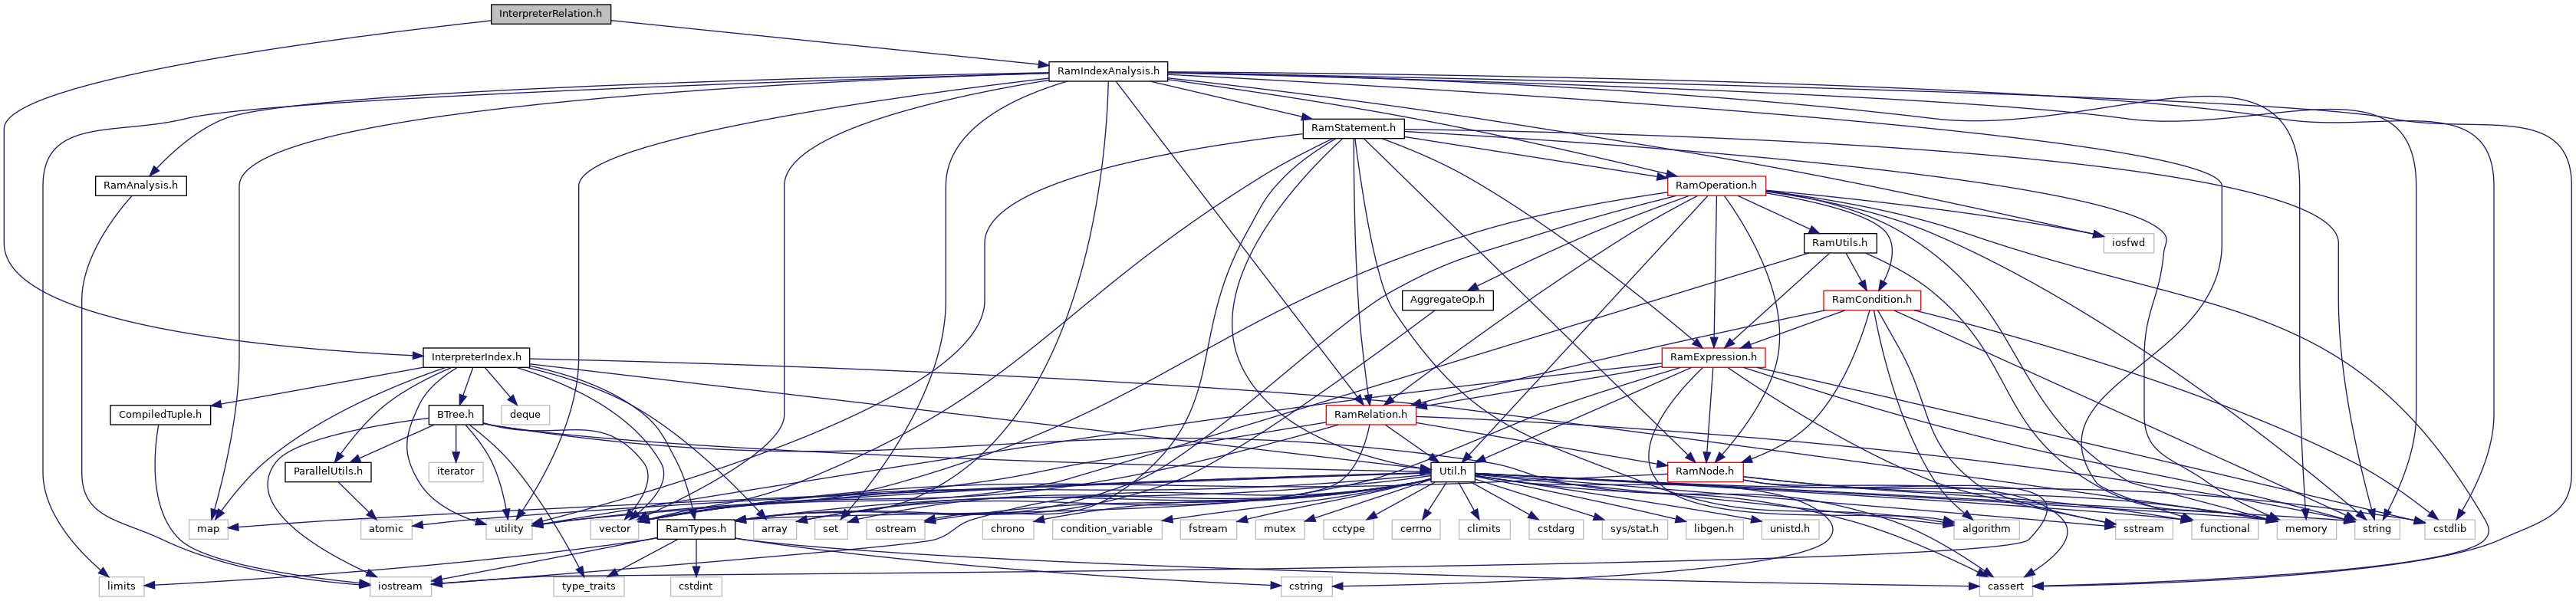 InterpreterRelation.h
RamIndexAnalysis.h
RamStatement.h
RamAnalysis.h
RamOperation.h
RamUtils.h
iosfwd
AggregateOp.h
RamCondition.h
InterpreterIndex.h
RamExpression.h
CompiledTuple.h
BTree.h
deque
RamRelation.h
ParallelUtils.h
iterator
Util.h
RamNode.h
map
atomic
utility
vector
RamTypes.h
array
set
ostream
chrono
condition_variable
fstream
mutex
cctype
cerrno
climits
cstdarg
sys/stat.h
libgen.h
unistd.h
algorithm
sstream
functional
memory
string
cstdlib
limits
iostream
type_traits
cstdint
cstring
cassert